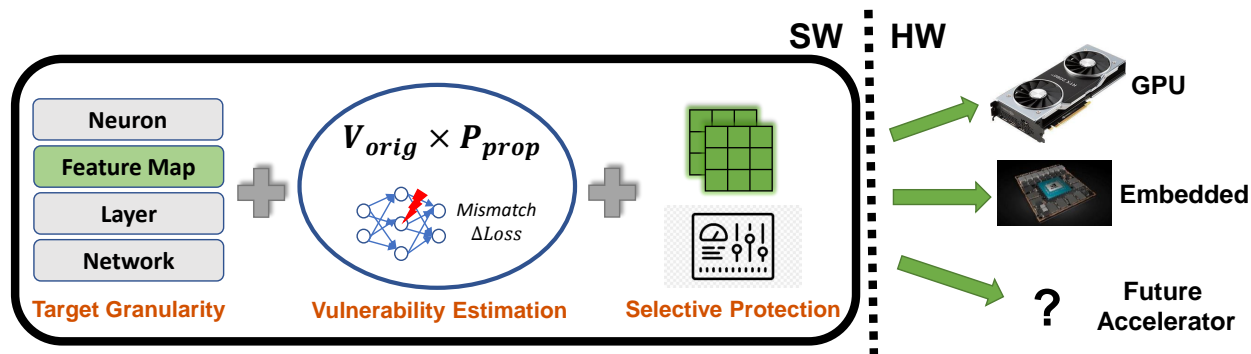 SW
HW
Neuron
Feature Map
Layer
Network
Target Granularity
V_orig × P_prop
Mismatch
ΔLoss
Vulnerability Estimation
Selective Protection
GPU
Embedded
?
Future
Accelerator